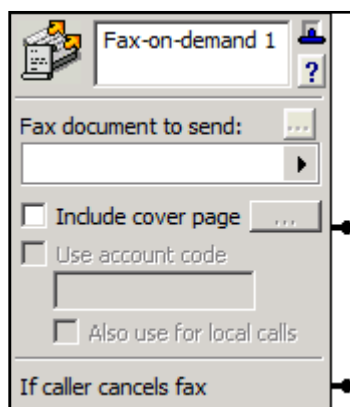 Fax-on-demand 1
?
Fax document to send:
...
Include cover page
...
Use account code
Also use for local calls
If caller cancels fax